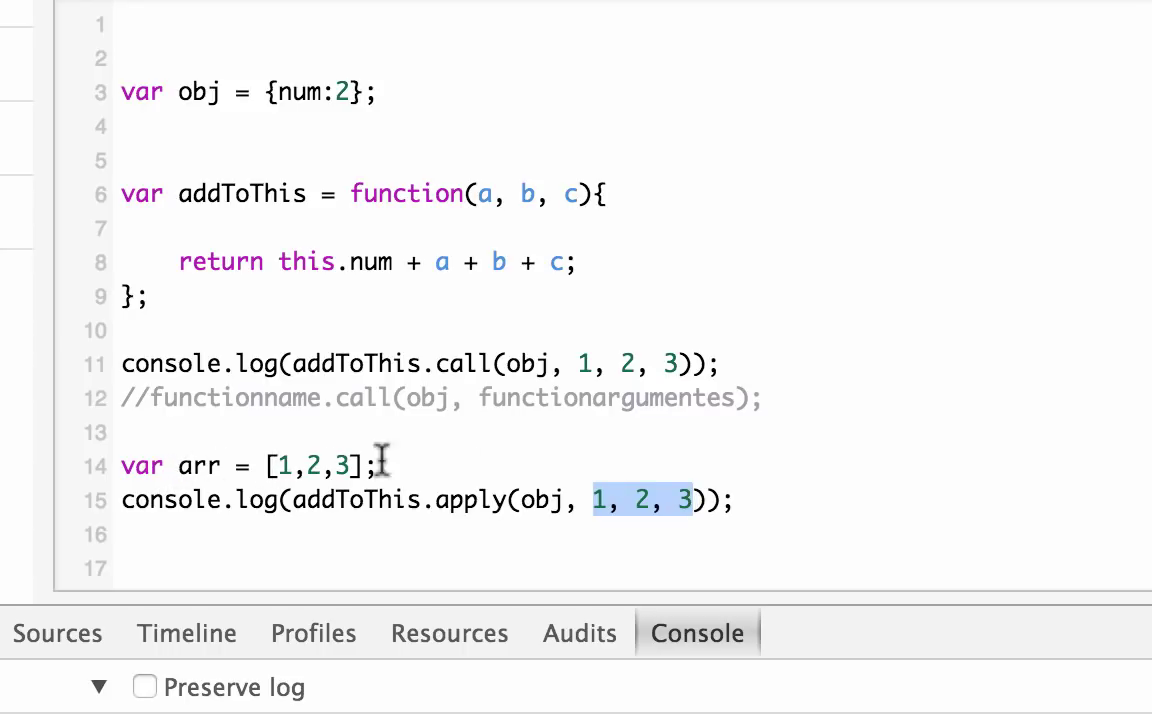 1
2
3 var obj = {num:2};
4
5
6 var addToThis = function(a, b, c){
7
8 return this.num + a + b + c;
9 };
10
11 console.log(addToThis.call(obj, 1, 2, 3));
12 //functionname.call(obj, functionargumentes);
13
14 var arr = [1,2,3];
15 console.log(addToThis.apply(obj, 1, 2, 3));
16
17
Sources Timeline Profiles Resources Audits Console
▼ Preserve log